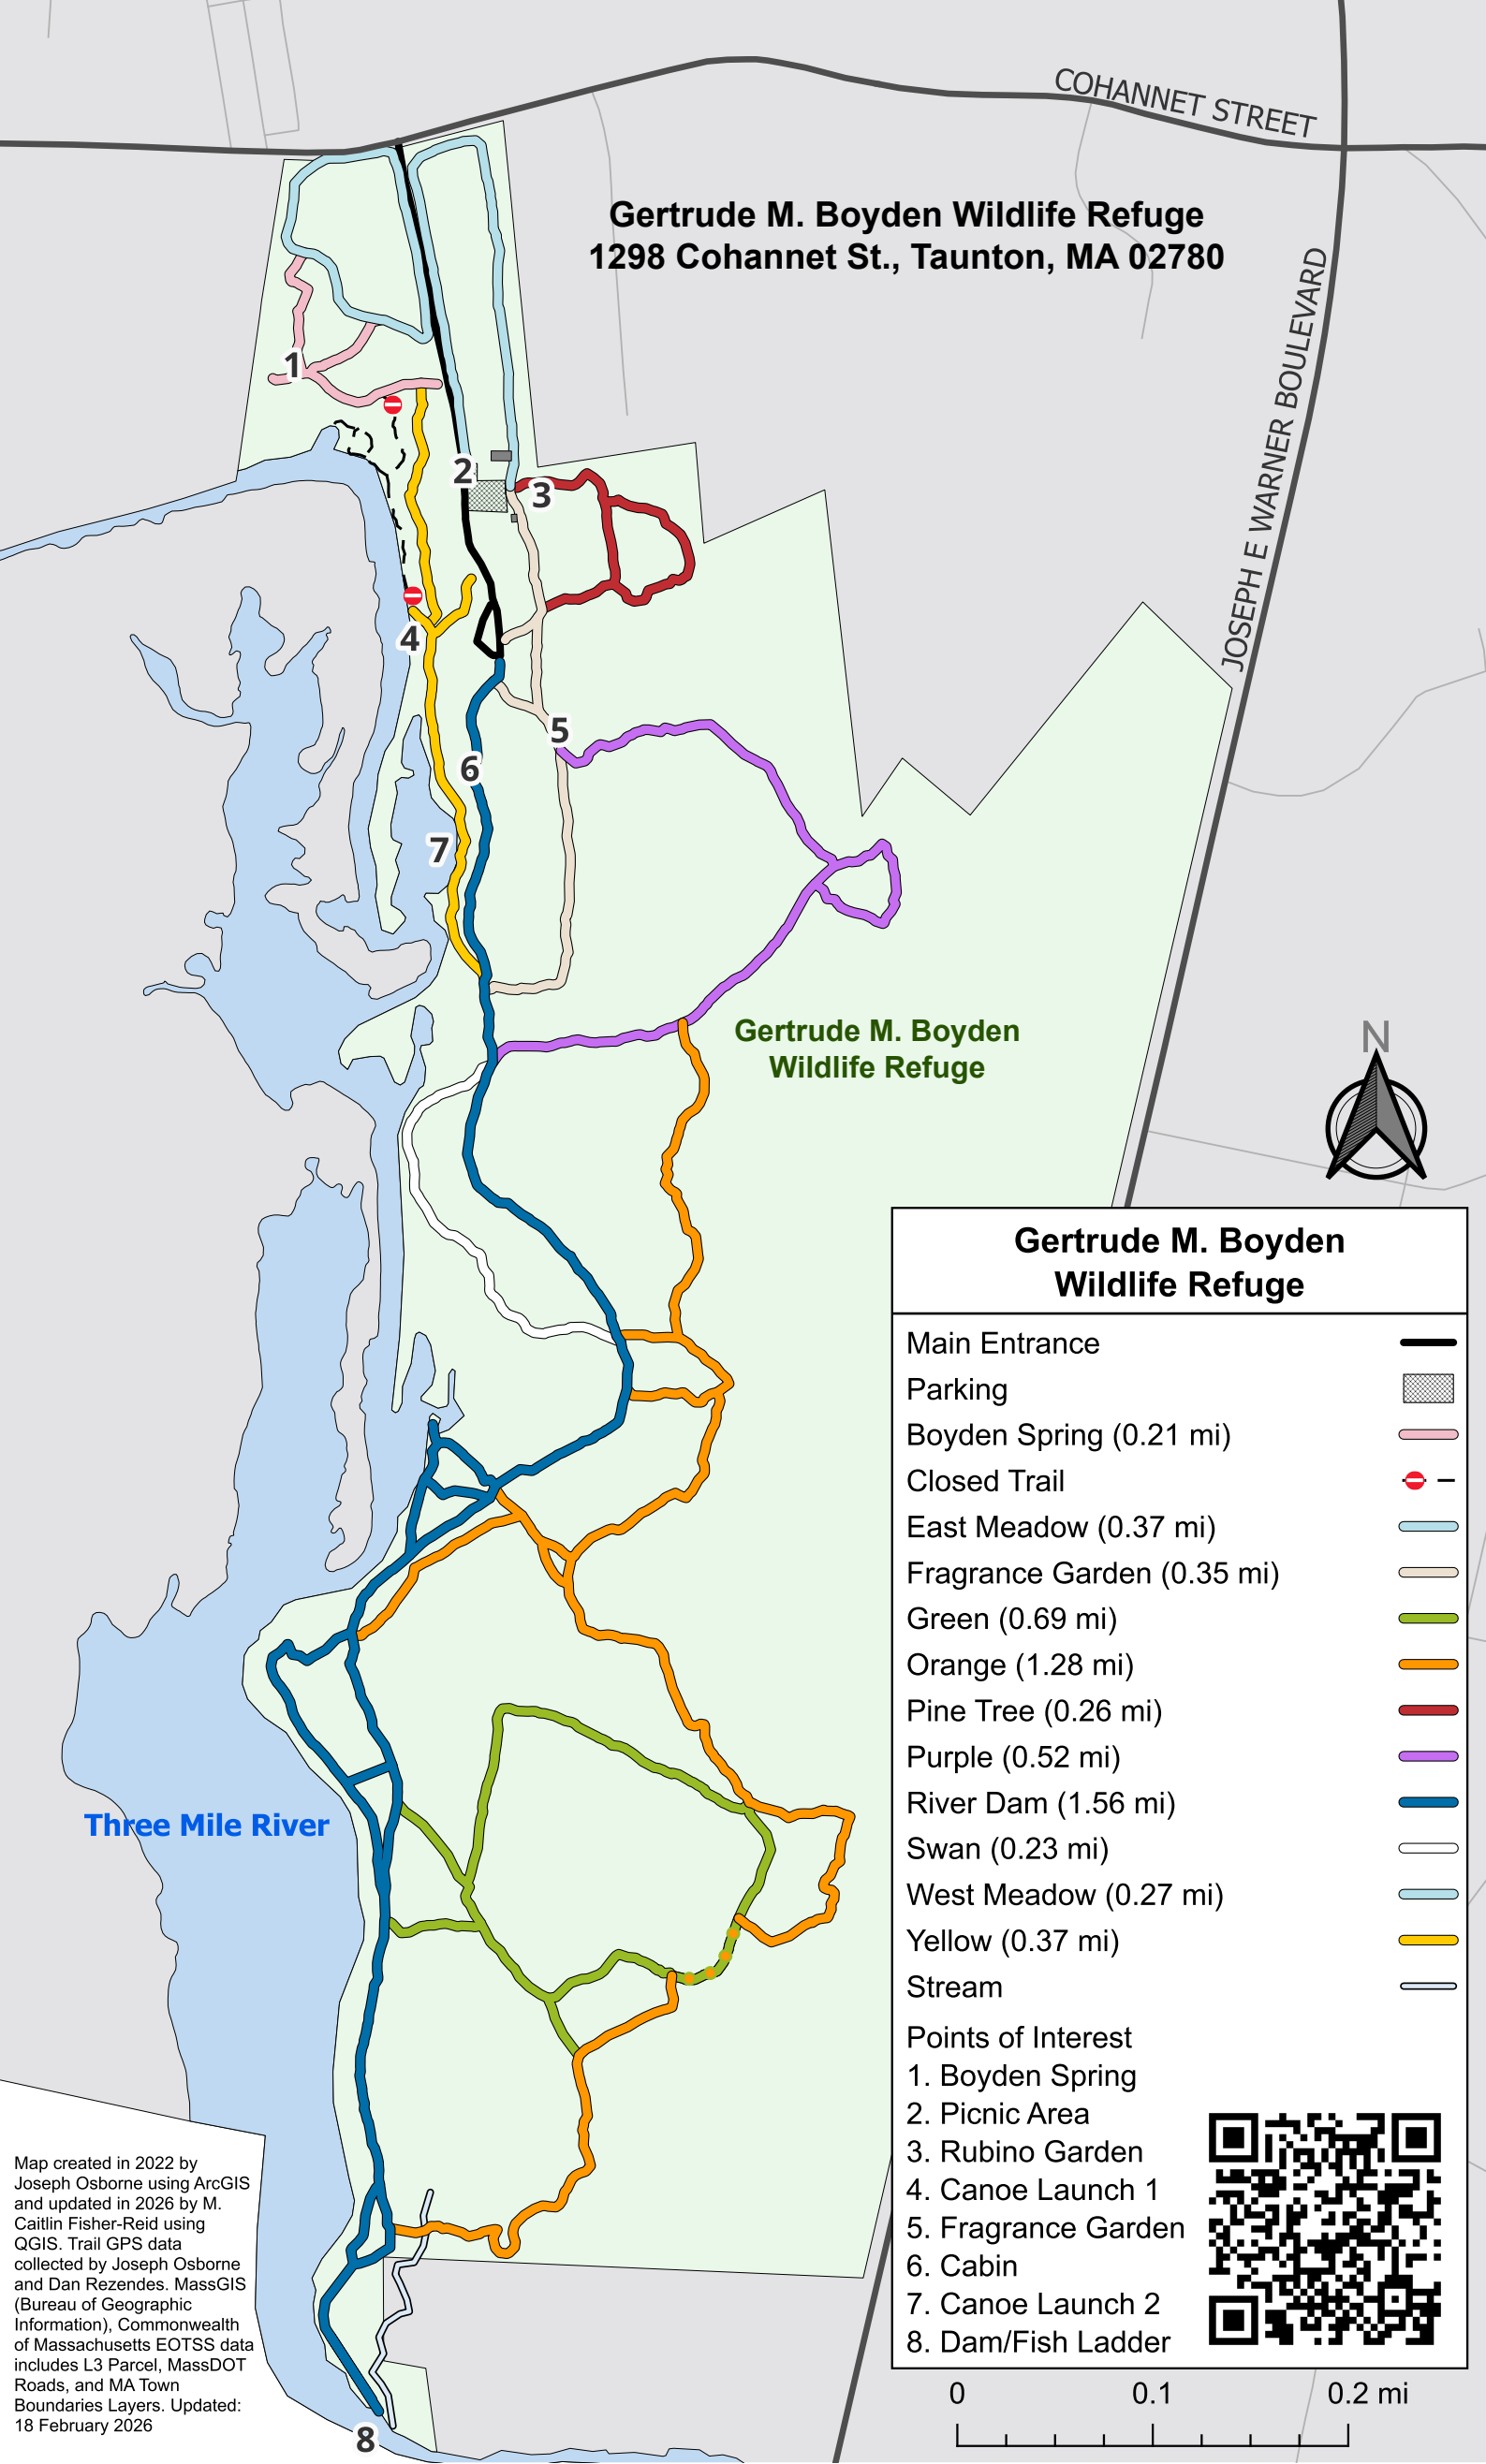 COHANNET STREET
Gertrude M. Boyden Wildlife Refuge
1298 Cohannet St., Taunton, MA 02780
JOSEPH E WARNER BOULEVARD
1
2
3
4
5
6
7
Gertrude M. Boyden
Wildlife Refuge
N
Three Mile River
8
Gertrude M. Boyden
Wildlife Refuge
Main Entrance
Parking
Boyden Spring (0.21 mi)
Closed Trail
East Meadow (0.37 mi)
Fragrance Garden (0.35 mi)
Green (0.69 mi)
Orange (1.28 mi)
Pine Tree (0.26 mi)
Purple (0.52 mi)
River Dam (1.56 mi)
Swan (0.23 mi)
West Meadow (0.27 mi)
Yellow (0.37 mi)
Stream
Points of Interest
1. Boyden Spring
2. Picnic Area
3. Rubino Garden
4. Canoe Launch 1
5. Fragrance Garden
6. Cabin
7. Canoe Launch 2
8. Dam/Fish Ladder
0 0.1 0.2 mi
Map created in 2022 by
Joseph Osborne using ArcGIS
and updated in 2026 by M.
Caitlin Fisher-Reid using
QGIS. Trail GPS data
collected by Joseph Osborne
and Dan Rezendes. MassGIS
(Bureau of Geographic
Information), Commonwealth
of Massachusetts EOTSS data
includes L3 Parcel, MassDOT
Roads, and MA Town
Boundaries Layers. Updated:
18 February 2026